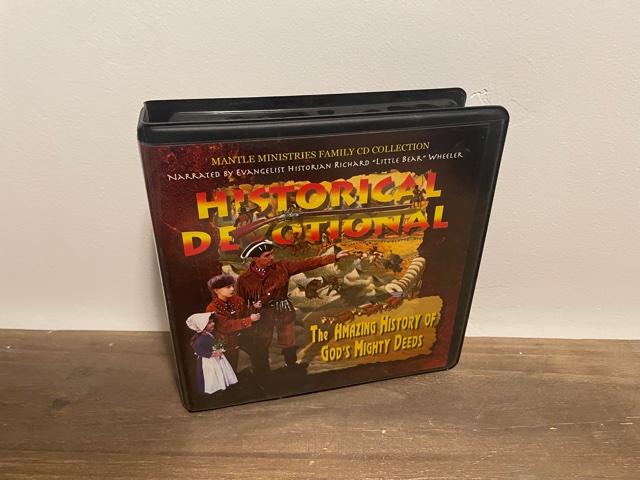 MANTLE MINISTRIES FAMILY CD COLLECTION
NARRATED BY EVANGELIST HISTORIAN RICHARD "LITTLE BEAR" WHEELER
HISTORICAL
DEVOTIONAL
THE AMAZING HISTORY OF
GOD'S MIGHTY DEEDS